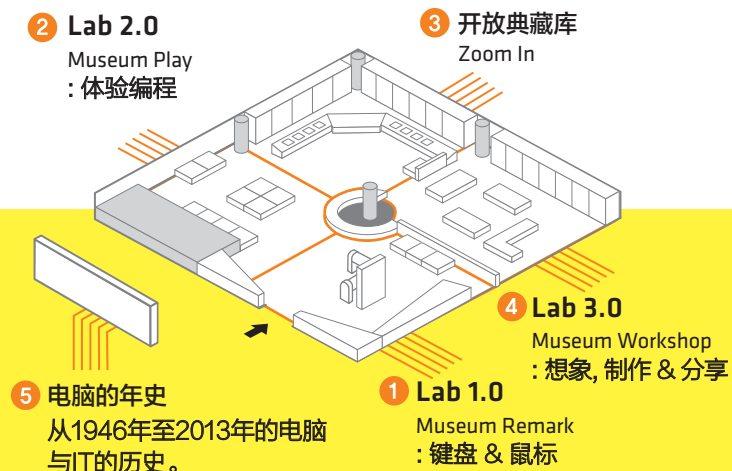 2 Lab 2.0
Museum Play
: 体验编程
3 开放典藏库
Zoom In
4 Lab 3.0
Museum Workshop
: 想象, 制作 & 分享
1 Lab 1.0
Museum Remark
: 键盘 & 鼠标
5 电脑的年史
从1946年至2013年的电脑
与IT的历史。